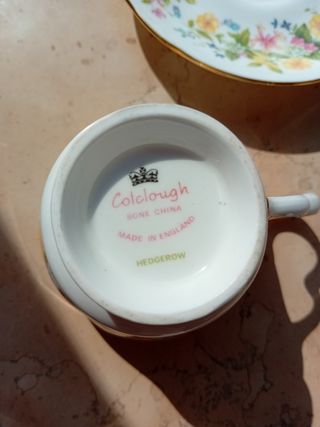 Colclough
BONE CHINA
MADE IN ENGLAND
HEDGEROW